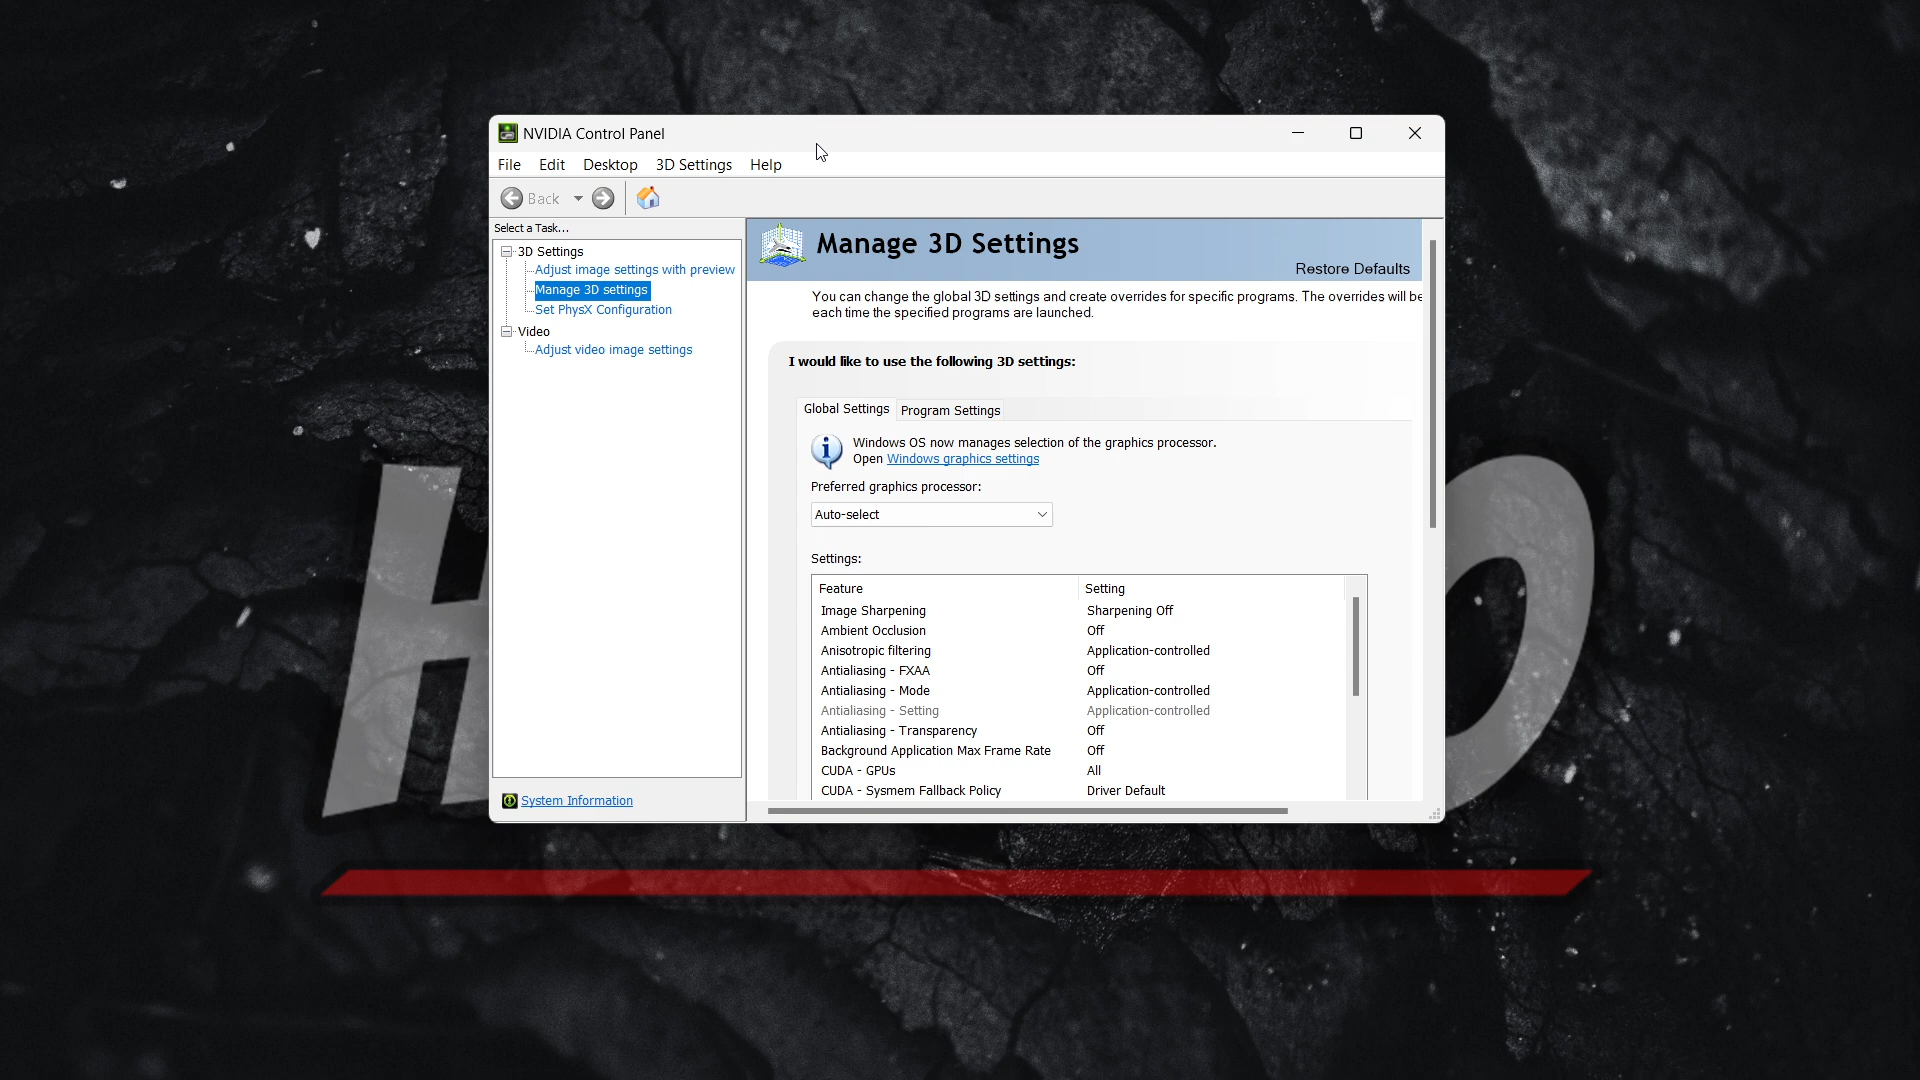 NVIDIA Control Panel
File Edit Desktop 3D Settings Help
Back
Select a Task...
3D Settings
Adjust image settings with preview
Manage 3D settings
Set PhysX Configuration
Video
Adjust video image settings
System Information
Manage 3D Settings
Restore Defaults
You can change the global 3D settings and create overrides for specific programs. The overrides will be
each time the specified programs are launched.
I would like to use the following 3D settings:
Global Settings Program Settings
Windows OS now manages selection of the graphics processor.
Open Windows graphics settings
Preferred graphics processor:
Auto-select
Settings:
Feature Setting
Image Sharpening Sharpening Off
Ambient Occlusion Off
Anisotropic filtering Application-controlled
Antialiasing - FXAA Off
Antialiasing - Mode Application-controlled
Antialiasing - Setting Application-controlled
Antialiasing - Transparency Off
Background Application Max Frame Rate Off
CUDA - GPUs All
CUDA - Sysmem Fallback Policy Driver Default